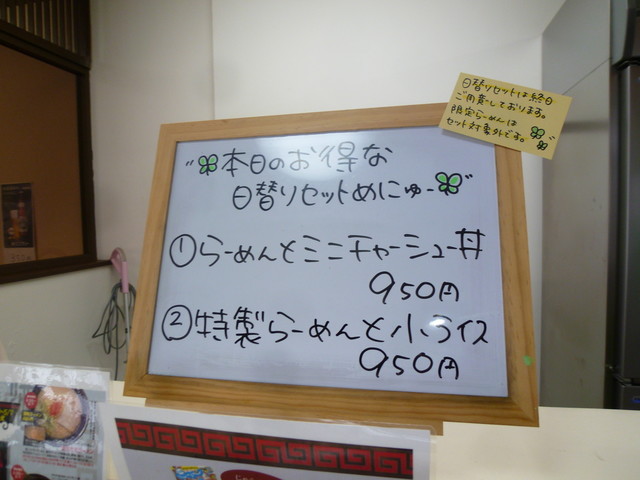 日替りセットは終日
ご用意しております。
限定らーめんは
セット対象外です。
本日のお得な
日替りセットめにゅー
①らーめんとミニチャーシュー丼
950円
②特製らーめんと小ライス
950円